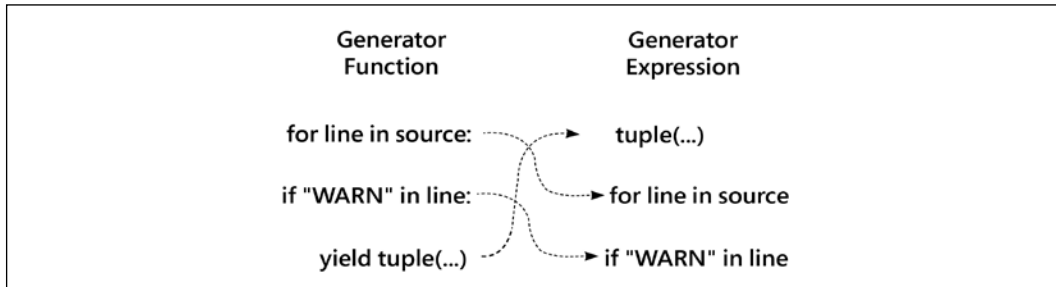 Generator
Function
Generator
Expression
for line in source:
tuple(...)
if "WARN" in line:
for line in source
yield tuple(...)
if "WARN" in line